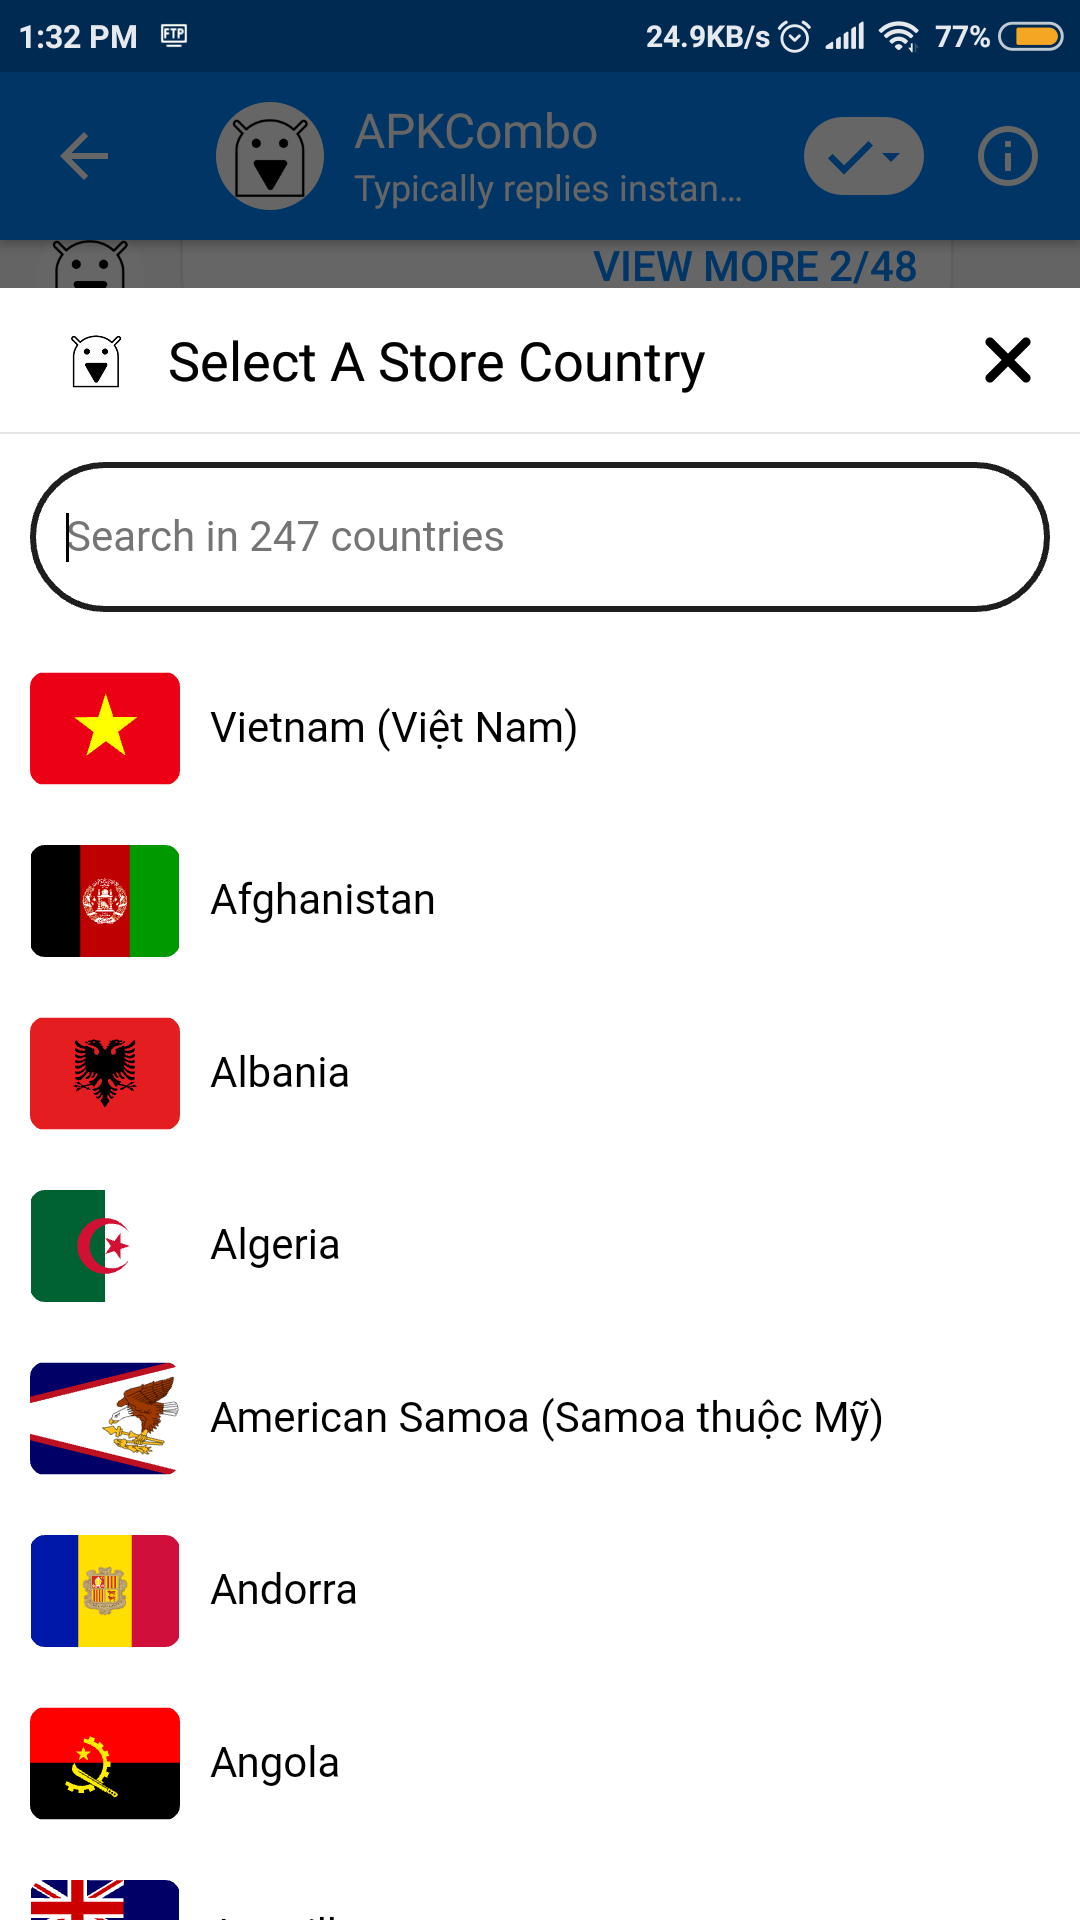 1:32 PM FTP 24.9KB/s 77%
APKCombo
Typically replies instan...
VIEW MORE 2/48
Select A Store Country
Search in 247 countries
Vietnam (Việt Nam)
Afghanistan
Albania
Algeria
American Samoa (Samoa thuộc Mỹ)
Andorra
Angola